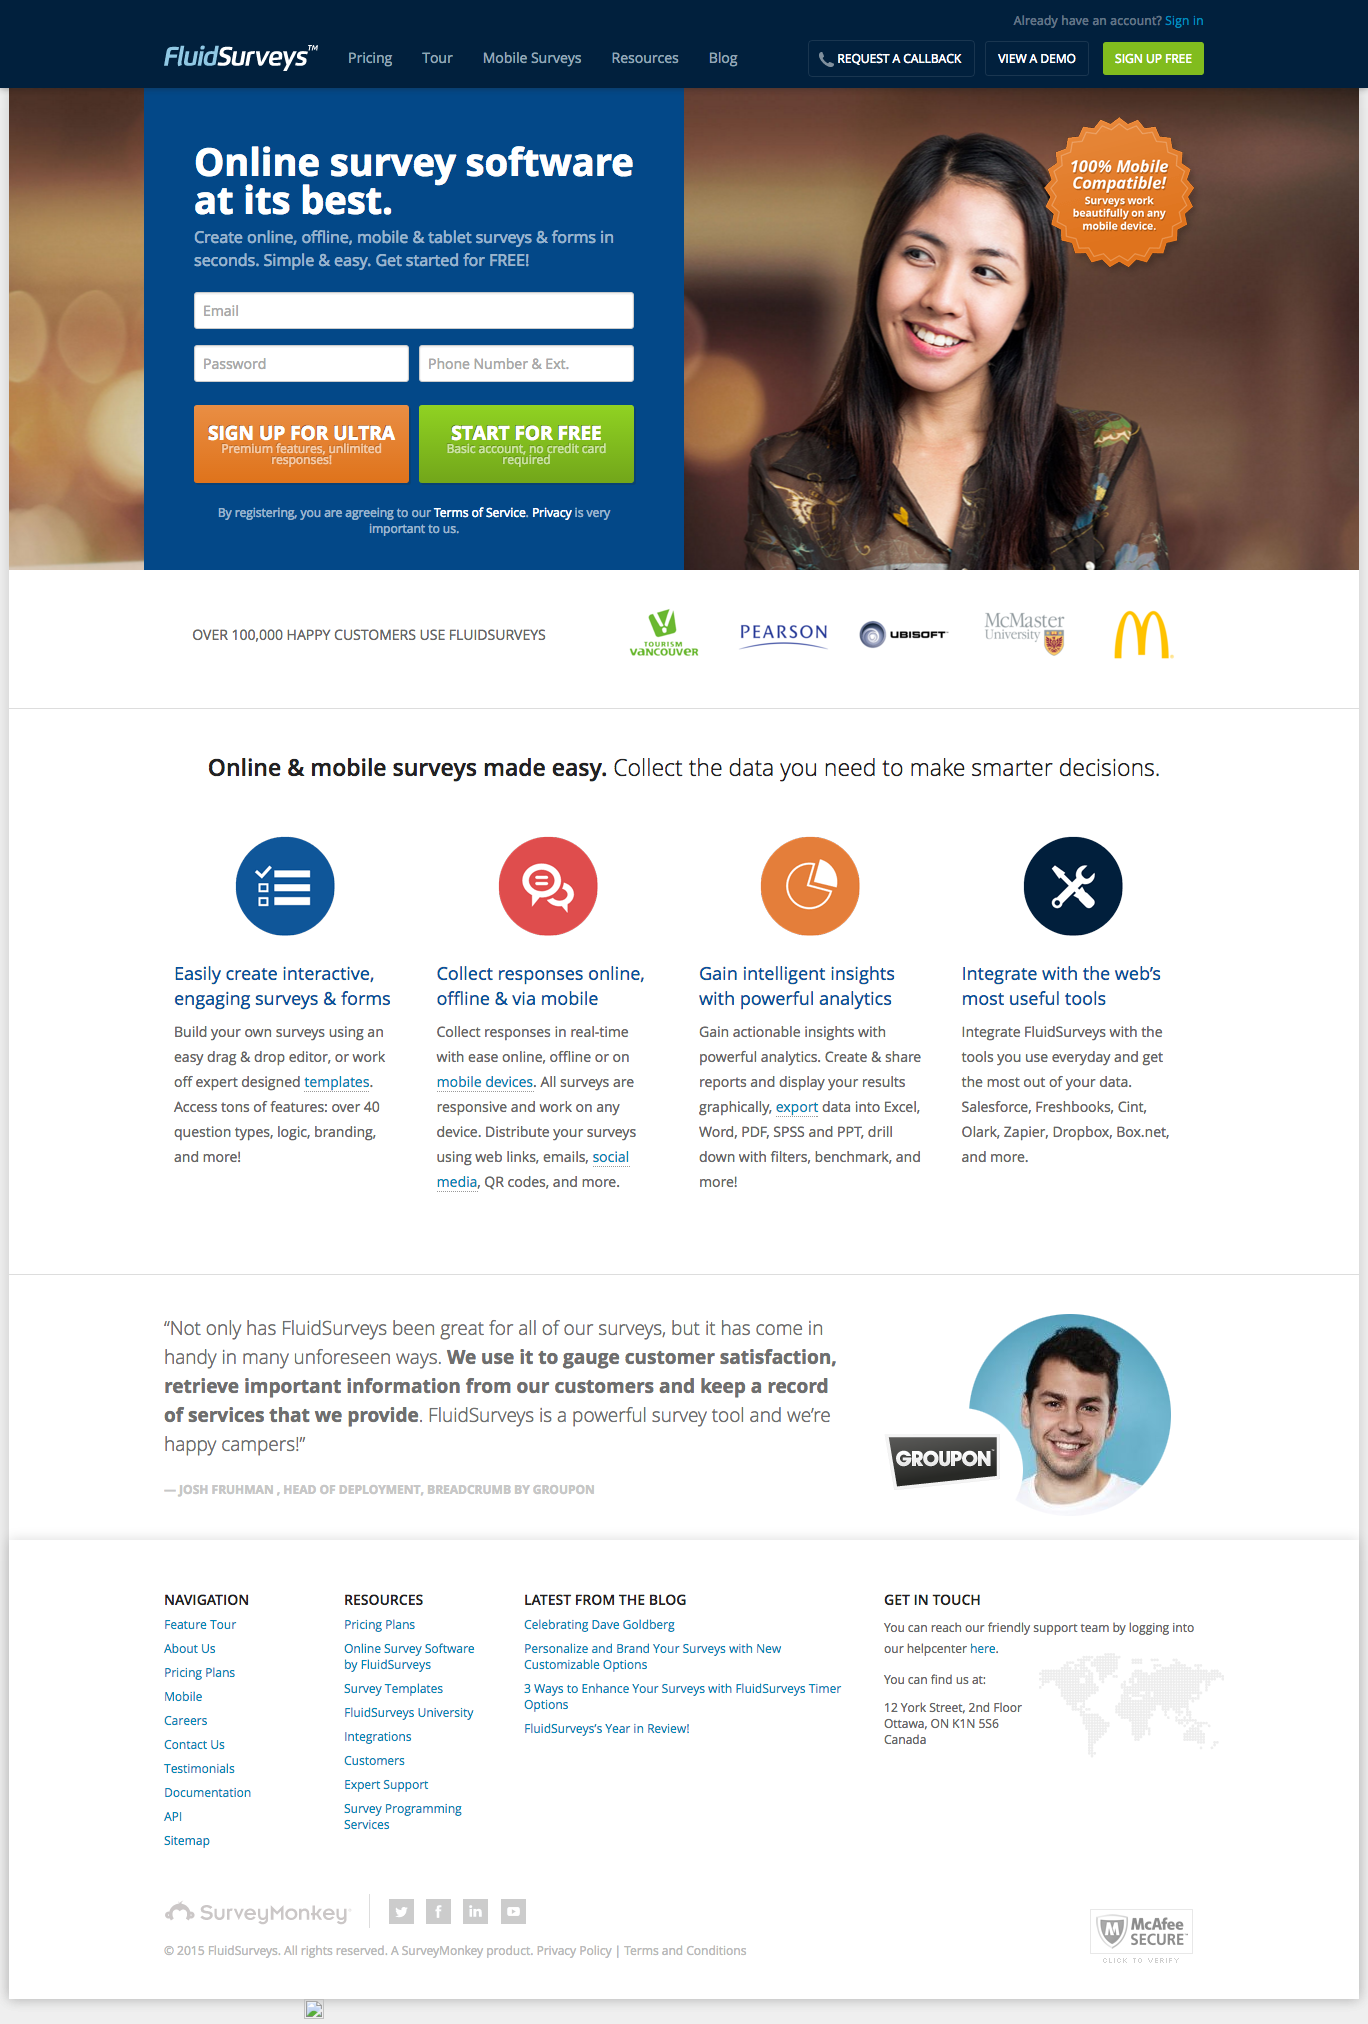 Already have an account? Sign in
FluidSurveys™
Pricing
Tour
Mobile Surveys
Resources
Blog
REQUEST A CALLBACK
VIEW A DEMO
SIGN UP FREE
Online survey software
at its best.
Create online, offline, mobile & tablet surveys & forms in
seconds. Simple & easy. Get started for FREE!
Email
Password
Phone Number & Ext.
SIGN UP FOR ULTRA
Premium features, unlimited
responses!
START FOR FREE
Basic account, no credit card
required
By registering, you are agreeing to our Terms of Service. Privacy is very
important to us.
100% Mobile
Compatible!
Surveys work
beautifully on any
mobile device.
OVER 100,000 HAPPY CUSTOMERS USE FLUIDSURVEYS
TOURISM
VANCOUVER
PEARSON
UBISOFT
McMaster
University
Online & mobile surveys made easy. Collect the data you need to make smarter decisions.
Easily create interactive,
engaging surveys & forms
Build your own surveys using an
easy drag & drop editor, or work
off expert designed templates.
Access tons of features: over 40
question types, logic, branding,
and more!
Collect responses online,
offline & via mobile
Collect responses in real-time
with ease online, offline or on
mobile devices. All surveys are
responsive and work on any
device. Distribute your surveys
using web links, emails, social
media, QR codes, and more.
Gain intelligent insights
with powerful analytics
Gain actionable insights with
powerful analytics. Create & share
reports and display your results
graphically, export data into Excel,
Word, PDF, SPSS and PPT, drill
down with filters, benchmark, and
more!
Integrate with the web's
most useful tools
Integrate FluidSurveys with the
tools you use everyday and get
the most out of your data.
Salesforce, Freshbooks, Cint,
Olark, Zapier, Dropbox, Box.net,
and more.
“Not only has FluidSurveys been great for all of our surveys, but it has come in
handy in many unforeseen ways. We use it to gauge customer satisfaction,
retrieve important information from our customers and keep a record
of services that we provide. FluidSurveys is a powerful survey tool and we’re
happy campers!”
— JOSH FRUHMAN , HEAD OF DEPLOYMENT, BREADCRUMB BY GROUPON
GROUPON
NAVIGATION
Feature Tour
About Us
Pricing Plans
Mobile
Careers
Contact Us
Testimonials
Documentation
API
Sitemap
RESOURCES
Pricing Plans
Online Survey Software
by FluidSurveys
Survey Templates
FluidSurveys University
Integrations
Customers
Expert Support
Survey Programming
Services
LATEST FROM THE BLOG
Celebrating Dave Goldberg
Personalize and Brand Your Surveys with New
Customizable Options
3 Ways to Enhance Your Surveys with FluidSurveys Timer
Options
FluidSurveys’s Year in Review!
GET IN TOUCH
You can reach our friendly support team by logging into
our helpcenter here.
You can find us at:
12 York Street, 2nd Floor
Ottawa, ON K1N 5S6
Canada
SurveyMonkey
© 2015 FluidSurveys. All rights reserved. A SurveyMonkey product. Privacy Policy | Terms and Conditions
McAfee
SECURE™
CLICK TO VERIFY